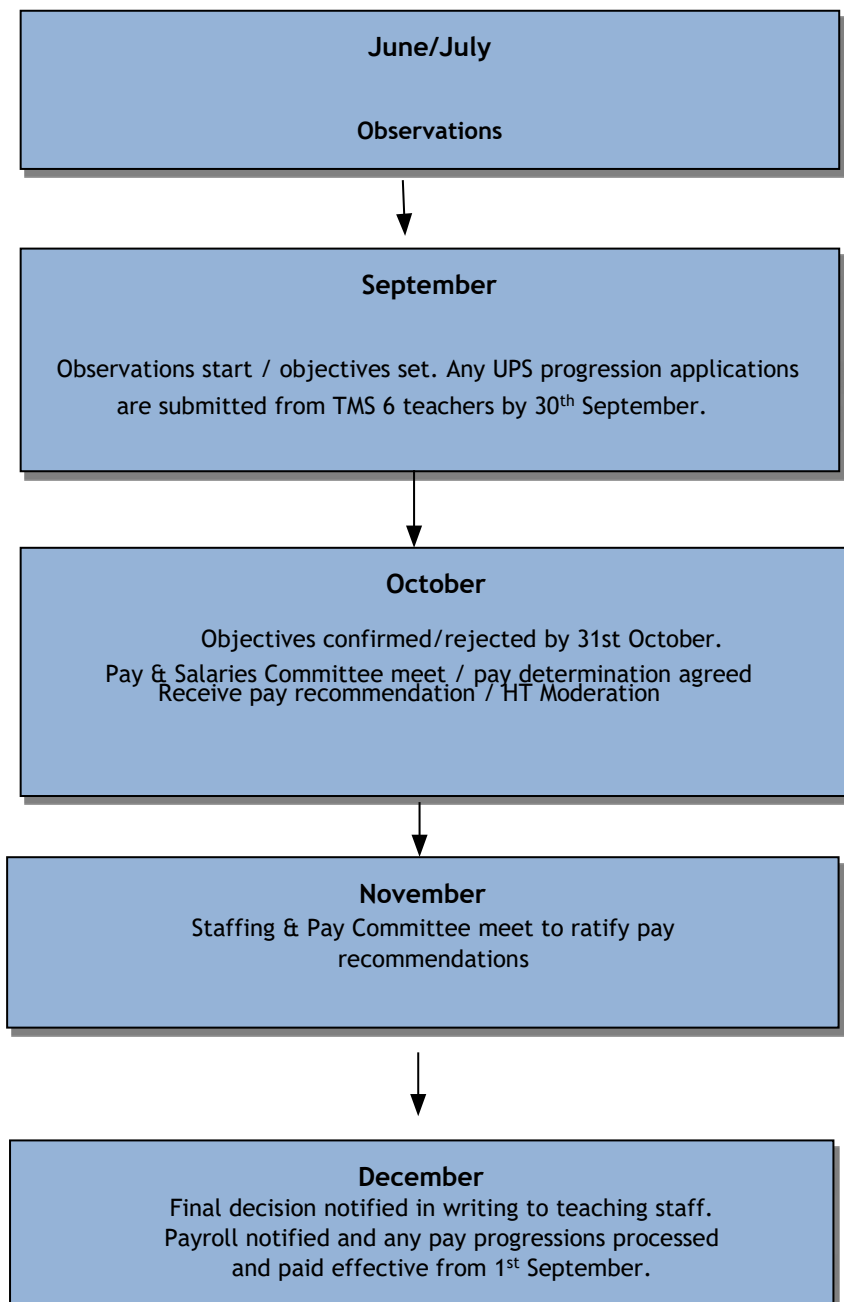 June/July
Observations
September
Observations start / objectives set. Any UPS progression applications
are submitted from TMS 6 teachers by 30th September.
October
Objectives confirmed/rejected by 31st October.
Pay & Salaries Committee meet / pay determination agreed
Receive pay recommendation / HT Moderation
November
Staffing & Pay Committee meet to ratify pay
recommendations
December
Final decision notified in writing to teaching staff.
Payroll notified and any pay progressions processed
and paid effective from 1st September.